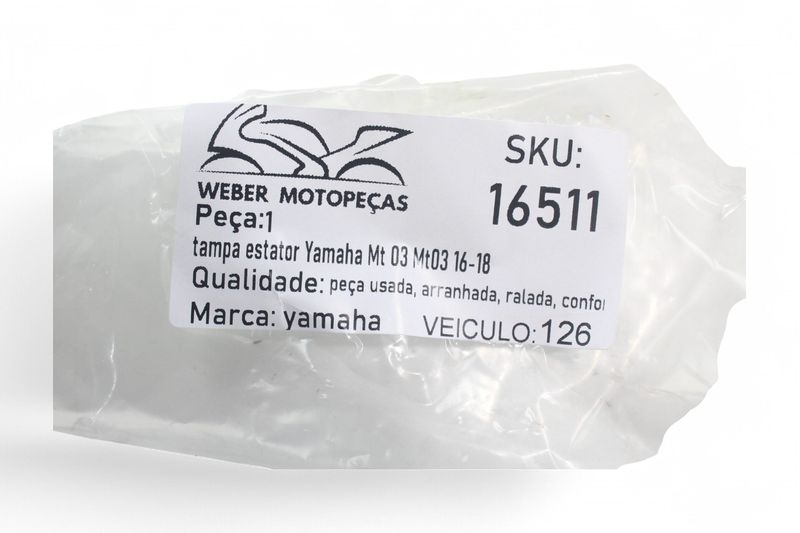 WEBER MOTOPEÇAS
SKU:
16511
Peça:1
tampa estator Yamaha Mt 03 Mt03 16-18
Qualidade: peça usada, arranhada, ralada, confor
Marca: yamaha
VEICULO: 126